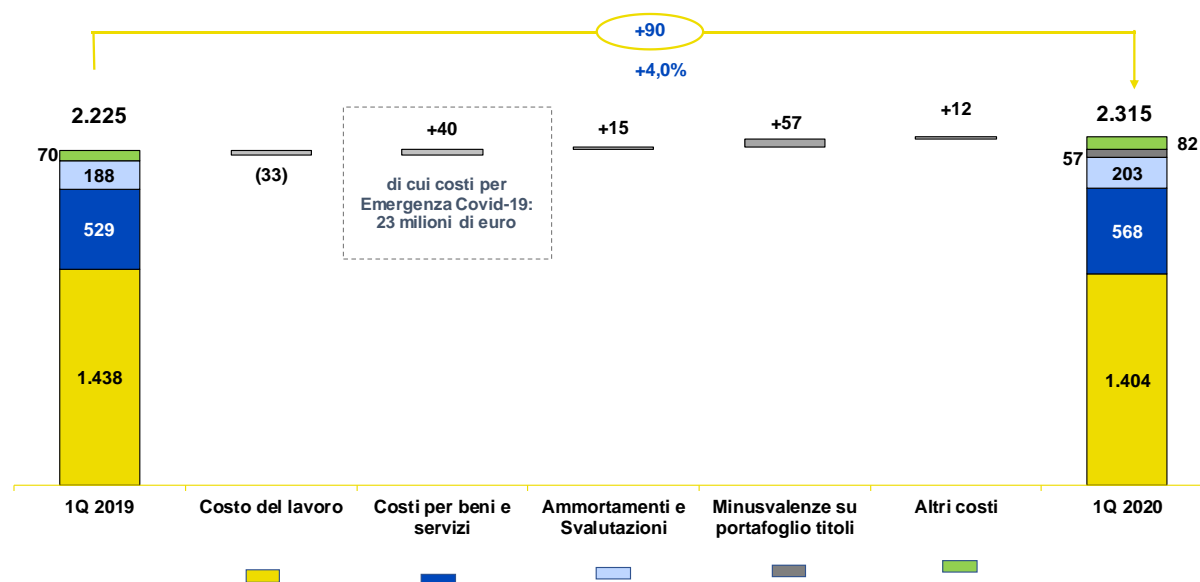 +90
+4,0%
2.225
2.315
+40
+15
+57
+12
(33)
di cui costi per
Emergenza Covid-19:
23 milioni di euro
70
188
529
1.438
82
57
203
568
1.404
1Q 2019
Costo del lavoro
Costi per beni e
servizi
Ammortamenti e
Svalutazioni
Minusvalenze su
portafoglio titoli
Altri costi
1Q 2020